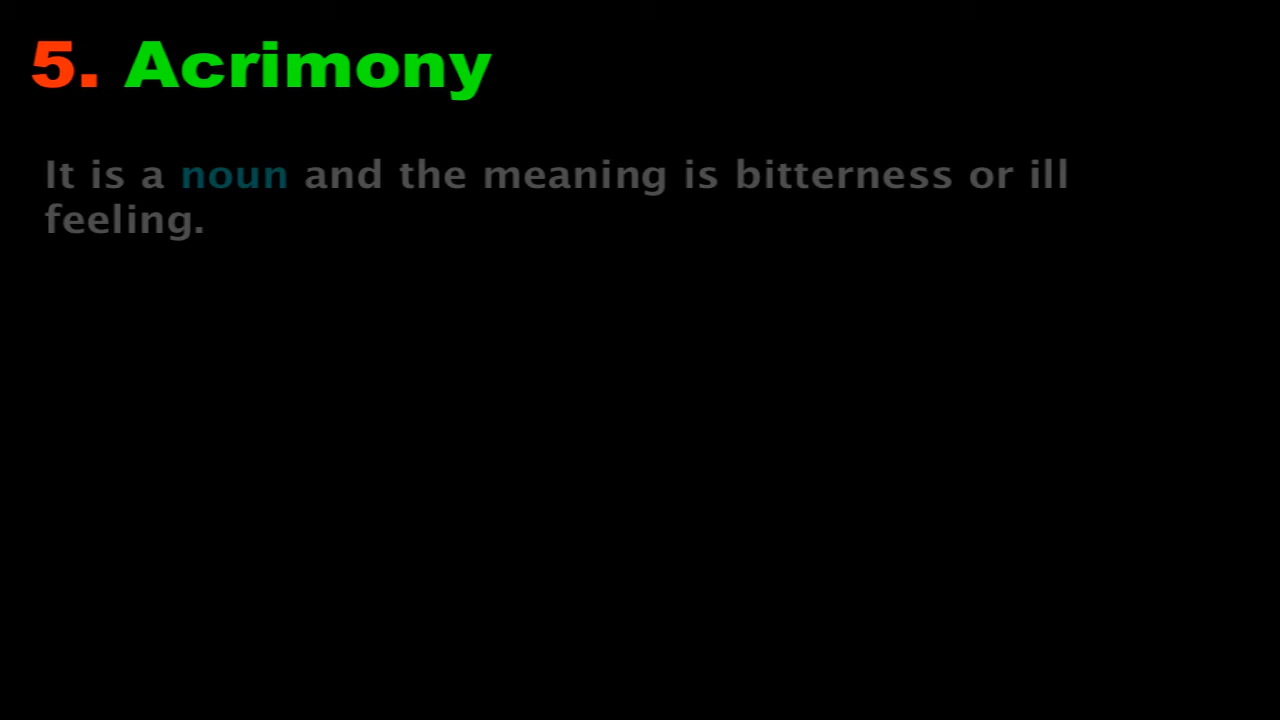 5. Acrimony
It is a noun and the meaning is bitterness or ill
feeling.